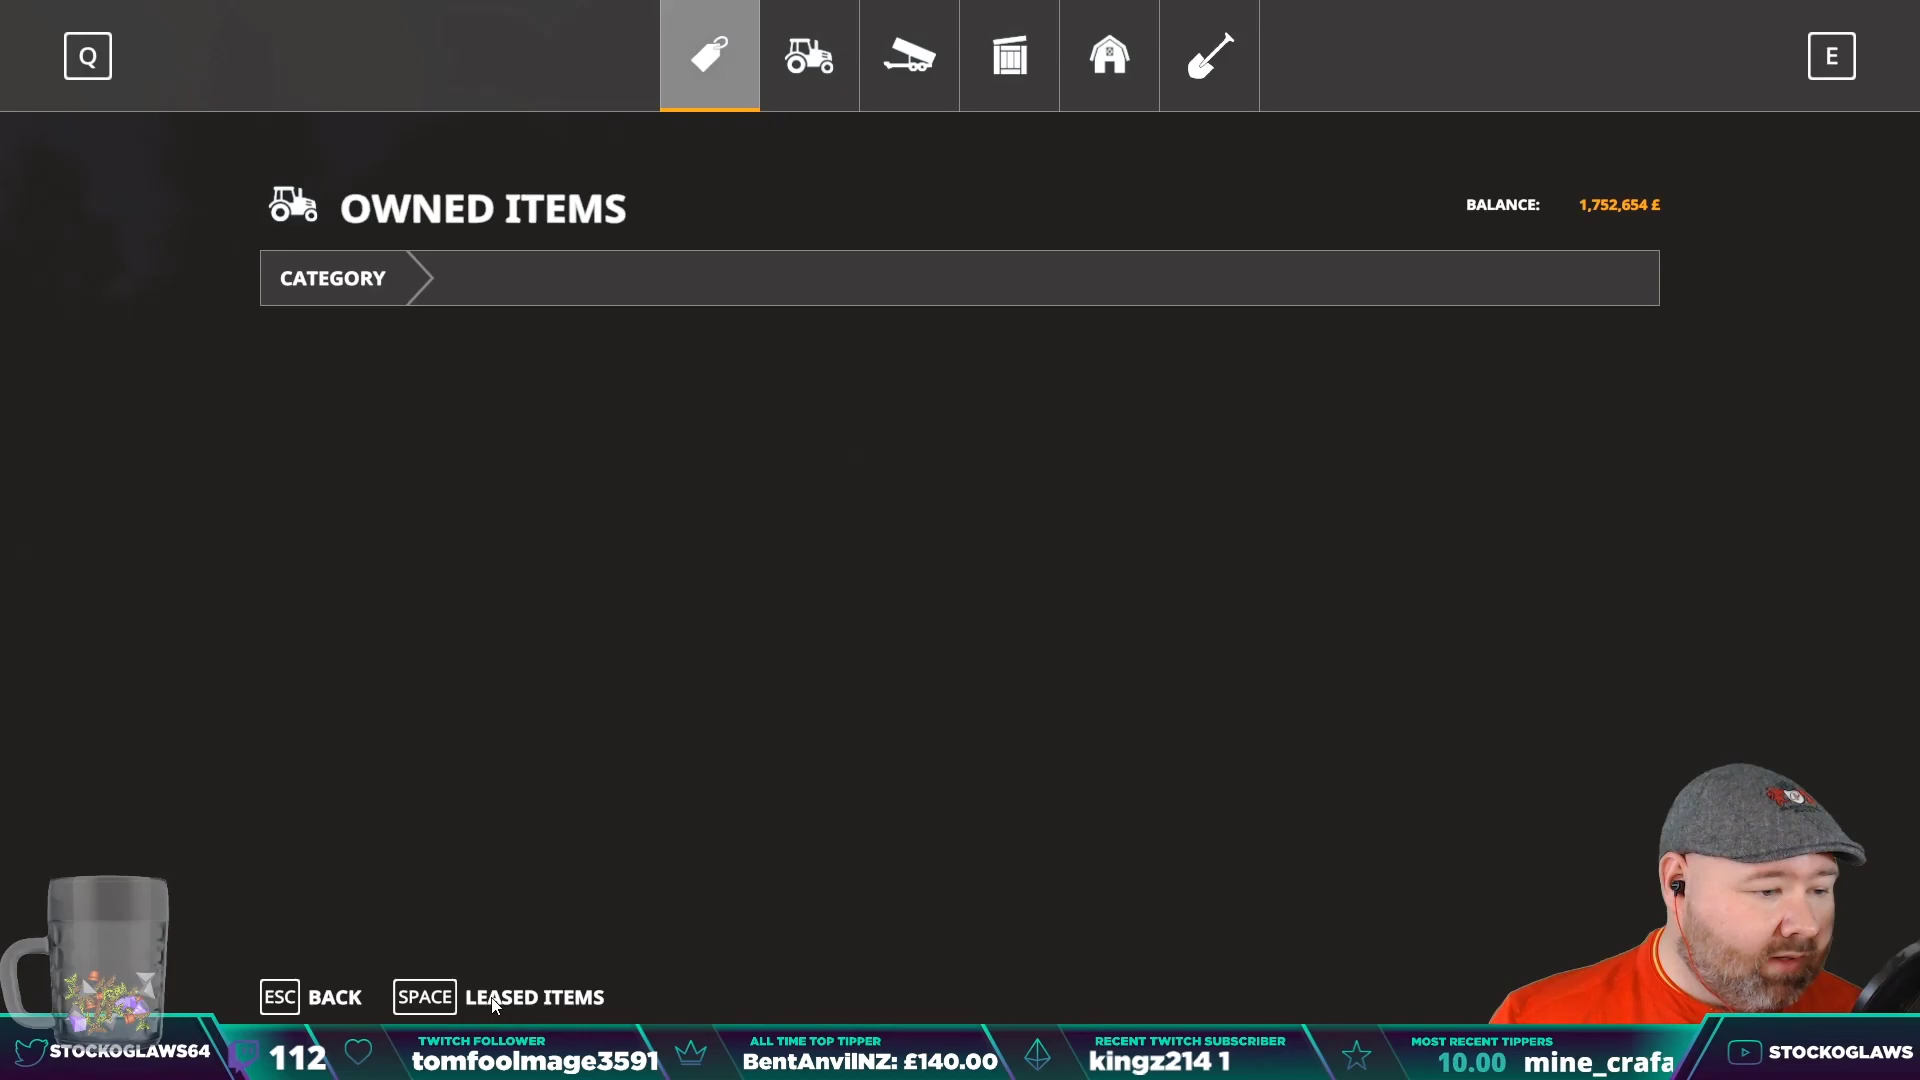 Q
E
OWNED ITEMS
BALANCE: 1,752,654 £
CATEGORY
ESC BACK SPACE LEASED ITEMS
STOCKOGLAWS64
112
TWITCH FOLLOWER
tomfoolmage3591
ALL TIME TOP TIPPER
BentAnvilNZ: £140.00
RECENT TWITCH SUBSCRIBER
kingz214 1
MOST RECENT TIPPERS
10.00 mine_crafa
STOCKOGLAWS